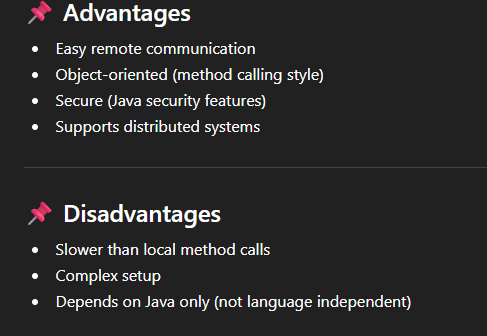 📌 Advantages
• Easy remote communication
• Object-oriented (method calling style)
• Secure (Java security features)
• Supports distributed systems
📌 Disadvantages
• Slower than local method calls
• Complex setup
• Depends on Java only (not language independent)